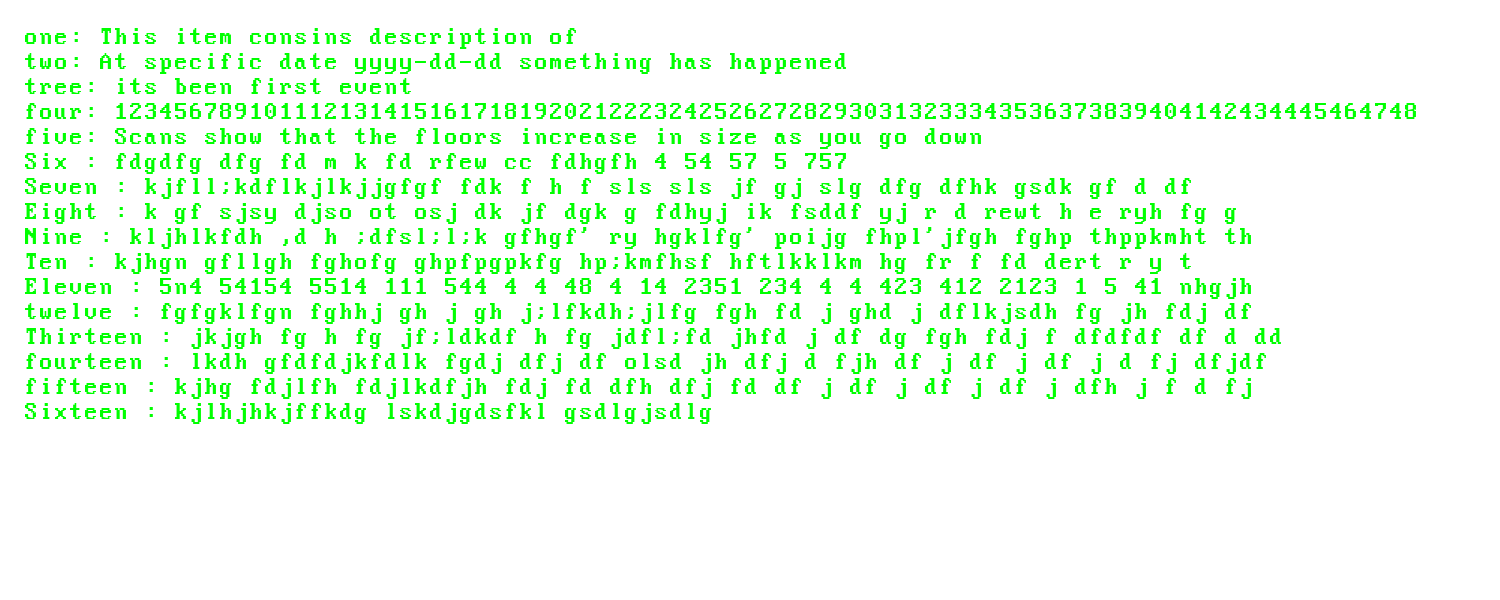 one: This item consins description of
two: At specific date yyyy-dd-dd something has happened
tree: its been first event
four: 123456789101112131415161718192021222324252627282930313233343536373839404142434445464748
five: Scans show that the floors increase in size as you go down
Six : fdgdfg dfg fd m k fd rfew cc fdhgfh 4 54 57 5 757
Seven : kjfll;kdflkjlkjjgfgf fdk f h f sls sls jf gj slg dfg dfhk gsdk gf d df
Eight : k gf sjsy djso ot osj dk jf dgk g fdhyj ik fsddf yj r d rewt h e ryh fg g
Nine : kljhlkfdh ,d h ;dfsl;l;k gfhgf' ry hgklfg' poijg fhpl'jfgh fghp thppkmht th
Ten : kjhgn gfllgh fghofg ghpfpgpkfg hp;kmfhsf hftlkklkm hg fr f fd dert r y t
Eleven : 5n4 54154 5514 111 544 4 4 48 4 14 2351 234 4 4 423 412 2123 1 5 41 nhgjh
twelve : fgfgklfgn fghhj gh j gh j;lfkdh;jlfg fgh fd j ghd j dflkjsdh fg jh fdj df
Thirteen : jkjgh fg h fg jf;ldkdf h fg jdfl;fd jhfd j df dg fgh fdj f dfdfdf df d dd
fourteen : lkdh gfdfdjkfdlk fgdj dfj df olsd jh dfj d fjh df j df j df j d fj dfjdf
fifteen : kjhg fdjlfh fdjlkdfjh fdj fd dfh dfj fd df j df j df j df j dfh j f d fj
Sixteen : kjlhjhkjffkdg lskdjgdsfkl gsdlgjsdlg